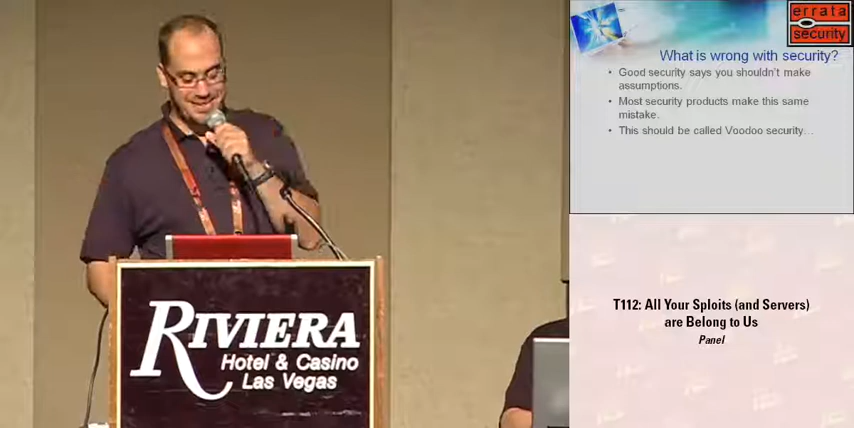 errata
security
What is wrong with security?
• Good security says you shouldn't make
assumptions.
• Most security products make this same
mistake.
• This should be called Voodoo security...
T112: All Your Sploits (and Servers)
are Belong to Us
Panel
RIVIERA
Hotel & Casino
Las Vegas